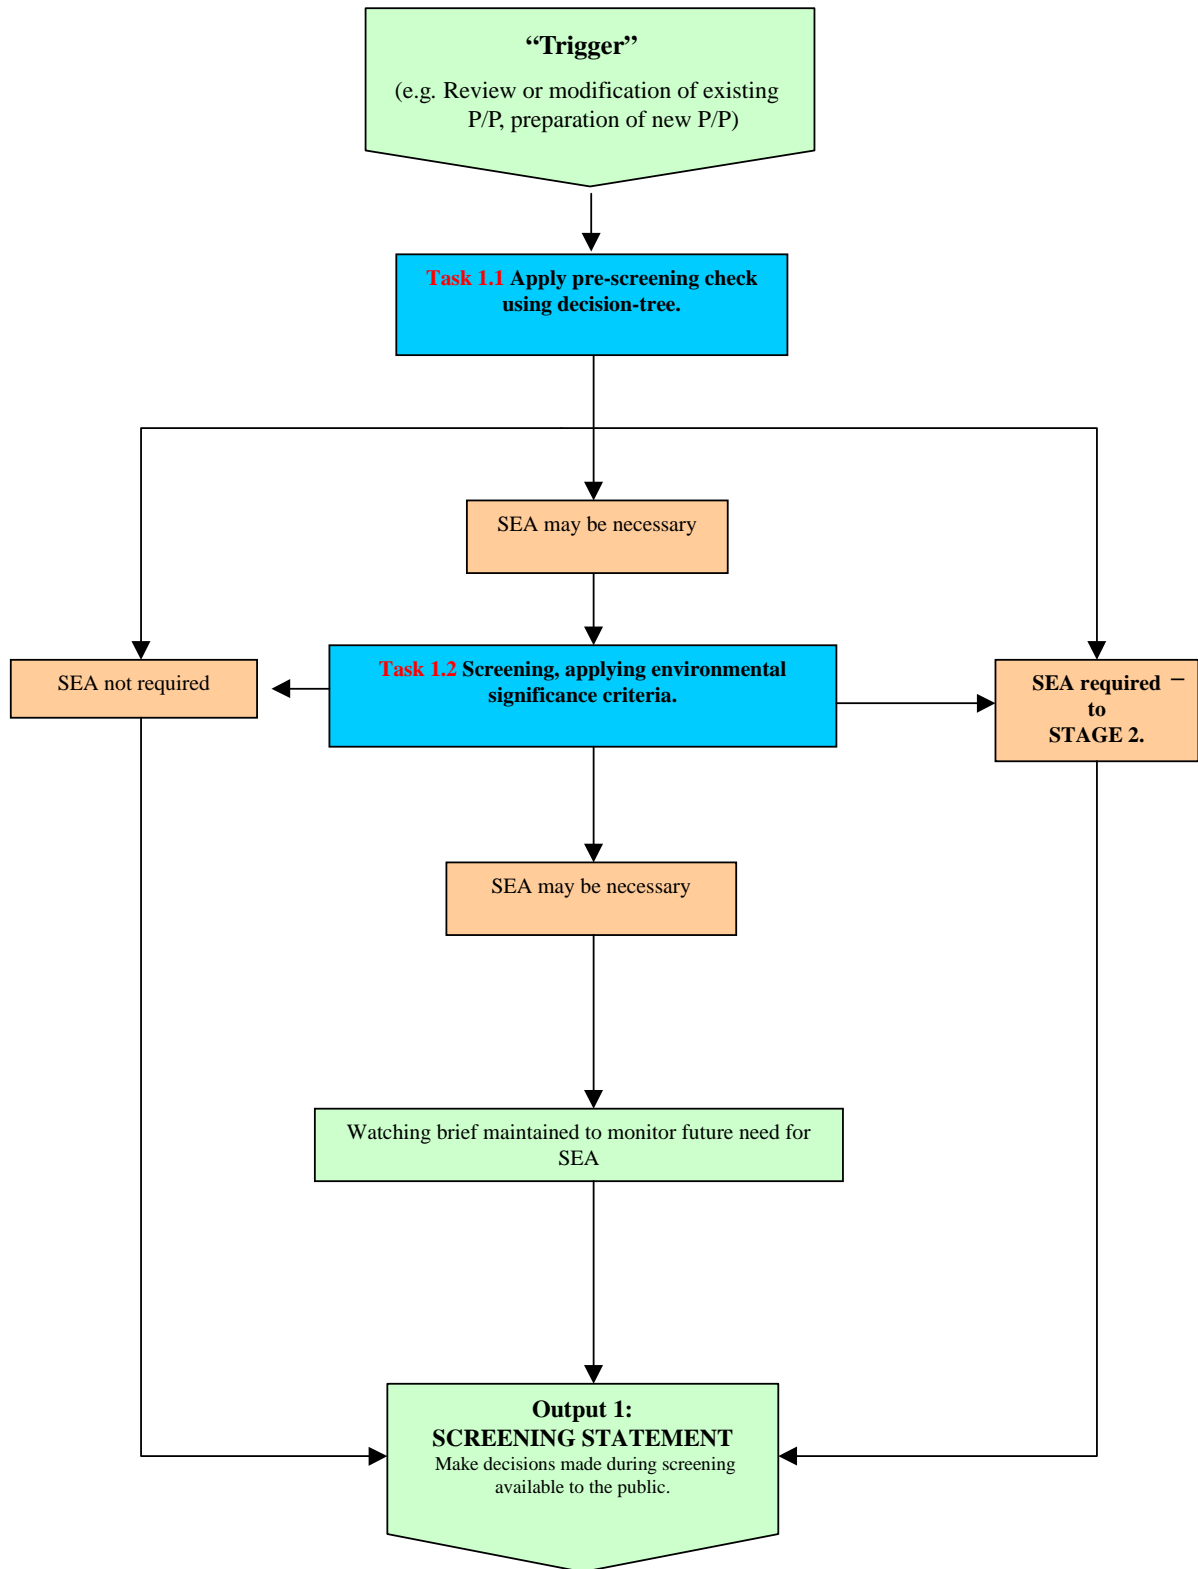 “Trigger”
(e.g. Review or modification of existing
P/P, preparation of new P/P)
Task 1.1 Apply pre-screening check
using decision-tree.
SEA may be necessary
SEA not required
Task 1.2 Screening, applying environmental
significance criteria.
SEA required –
to
STAGE 2.
SEA may be necessary
Watching brief maintained to monitor future need for
SEA
Output 1:
SCREENING STATEMENT
Make decisions made during screening
available to the public.